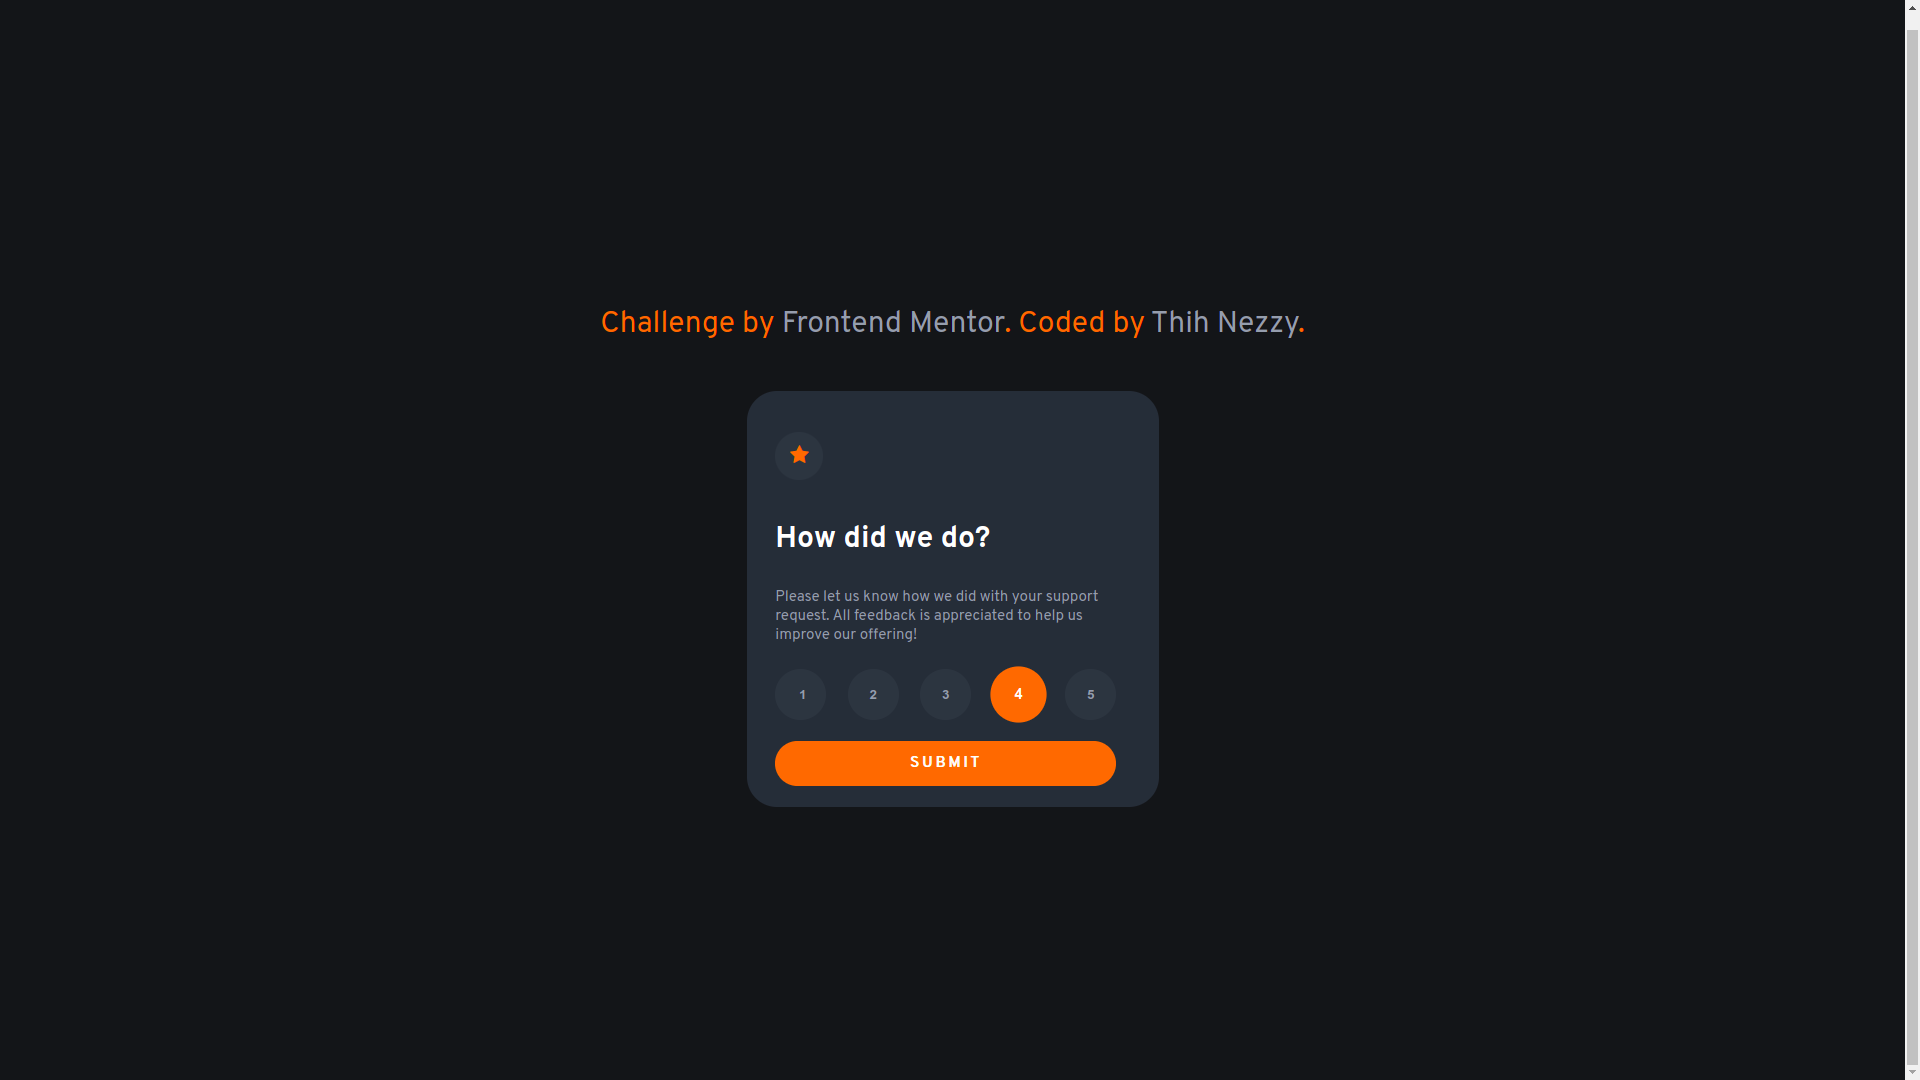 Challenge by Frontend Mentor. Coded by Thih Nezzy.
How did we do?
Please let us know how we did with your support
request. All feedback is appreciated to help us
improve our offering!
1 2 3 4 5
SUBMIT